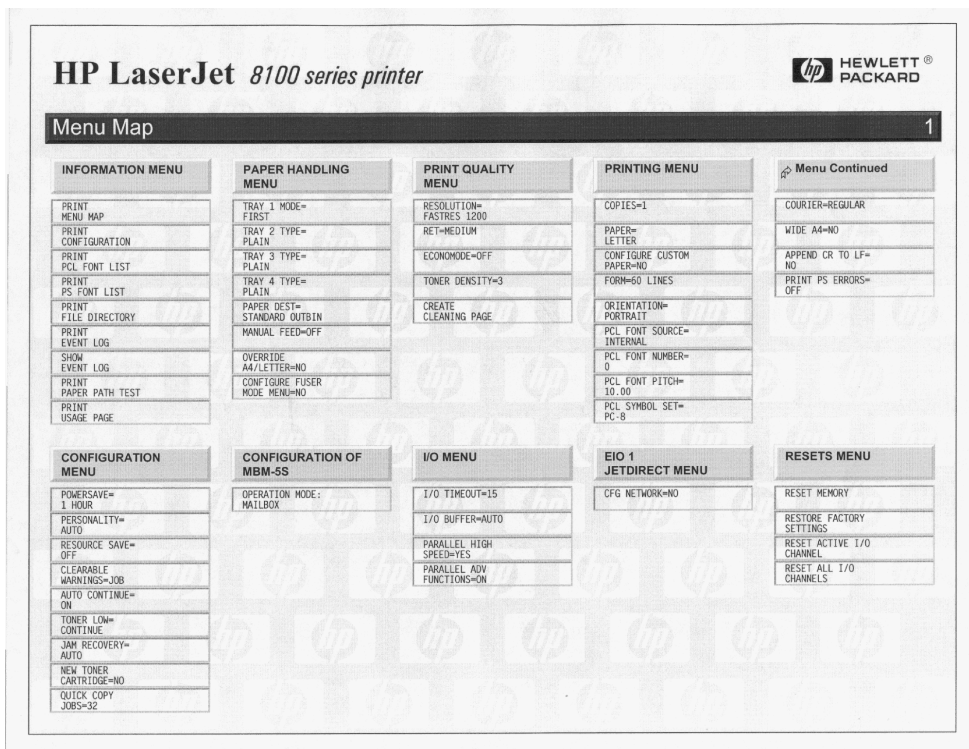 HP LaserJet 8100 series printer
hp HEWLETT®
PACKARD
Menu Map 1
INFORMATION MENU
PRINT
MENU MAP
PRINT
CONFIGURATION
PRINT
PCL FONT LIST
PRINT
PS FONT LIST
PRINT
FILE DIRECTORY
PRINT
EVENT LOG
SHOW
EVENT LOG
PRINT
PAPER PATH TEST
PRINT
USAGE PAGE
PAPER HANDLING
MENU
TRAY 1 MODE=
FIRST
TRAY 2 TYPE=
PLAIN
TRAY 3 TYPE=
PLAIN
TRAY 4 TYPE=
PLAIN
PAPER DEST=
STANDARD OUTBIN
MANUAL FEED=OFF
OVERRIDE
A4/LETTER=NO
CONFIGURE FUSER
MODE MENU=NO
PRINT QUALITY
MENU
RESOLUTION=
FASTRES 1200
RET=MEDIUM
ECONOMODE=OFF
TONER DENSITY=3
CREATE
CLEANING PAGE
PRINTING MENU
COPIES=1
PAPER=
LETTER
CONFIGURE CUSTOM
PAPER=NO
FORM=60 LINES
ORIENTATION=
PORTRAIT
PCL FONT SOURCE=
INTERNAL
PCL FONT NUMBER=
0
PCL FONT PITCH=
10.00
PCL SYMBOL SET=
PC-8
Menu Continued
COURIER=REGULAR
WIDE A4=NO
APPEND CR TO LF=
NO
PRINT PS ERRORS=
OFF
CONFIGURATION
MENU
POWERSAVE=
1 HOUR
PERSONALITY=
AUTO
RESOURCE SAVE=
OFF
CLEARABLE
WARNINGS=JOB
AUTO CONTINUE=
ON
TONER LOW=
CONTINUE
JAM RECOVERY=
AUTO
NEW TONER
CARTRIDGE=NO
QUICK COPY
JOBS=32
CONFIGURATION OF
MBM-5S
OPERATION MODE:
MAILBOX
I/O MENU
I/O TIMEOUT=15
I/O BUFFER=AUTO
PARALLEL HIGH
SPEED=YES
PARALLEL ADV
FUNCTIONS=ON
EIO 1
JETDIRECT MENU
CFG NETWORK=NO
RESETS MENU
RESET MEMORY
RESTORE FACTORY
SETTINGS
RESET ACTIVE I/O
CHANNEL
RESET ALL I/O
CHANNELS